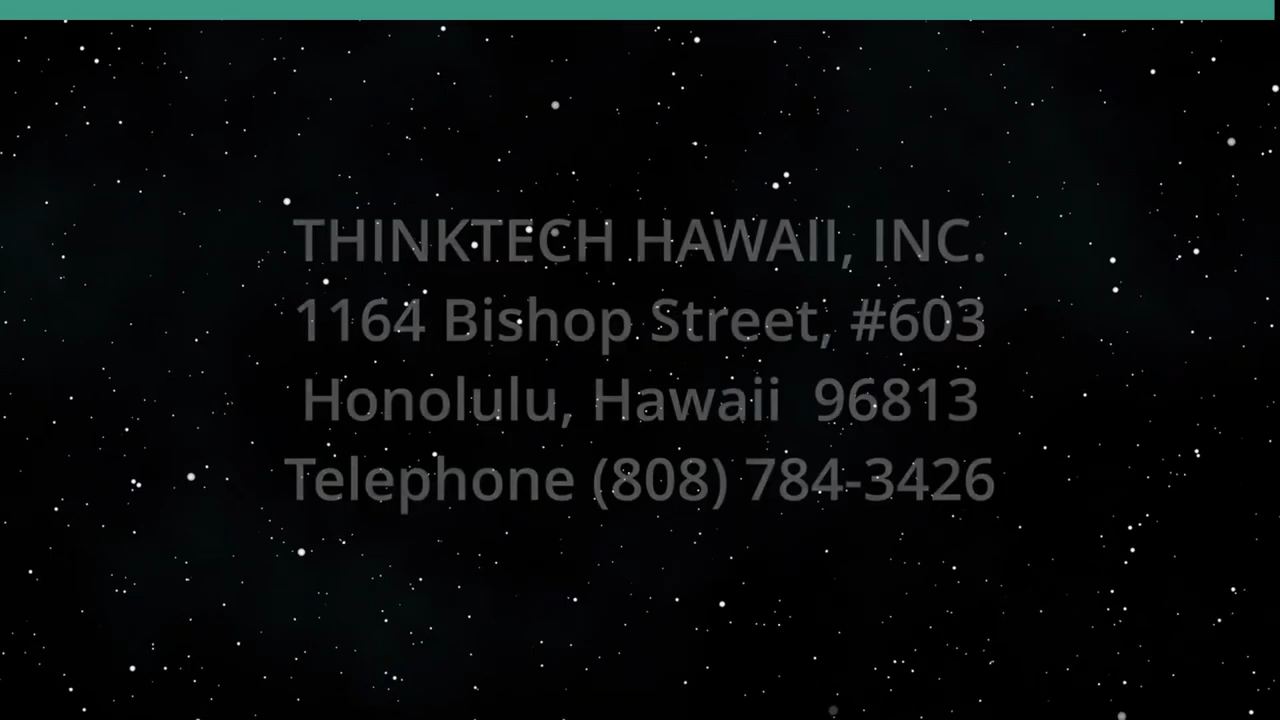 THINKTECH HAWAII, INC.
1164 Bishop Street, #603
Honolulu, Hawaii  96813
Telephone (808) 784-3426